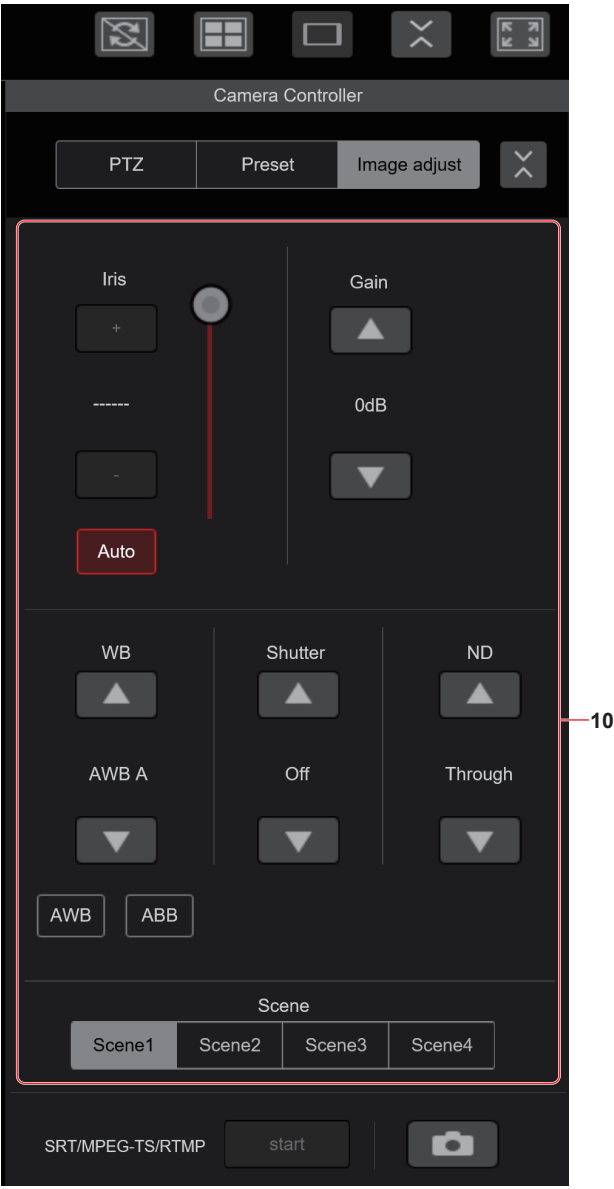 Camera Controller
PTZ Preset Image adjust
Iris
+
------
-
Auto
Gain
0dB
WB
AWB A
Shutter
Off
ND
Through
10
AWB ABB
Scene
Scene1 Scene2 Scene3 Scene4
SRT/MPEG-TS/RTMP start